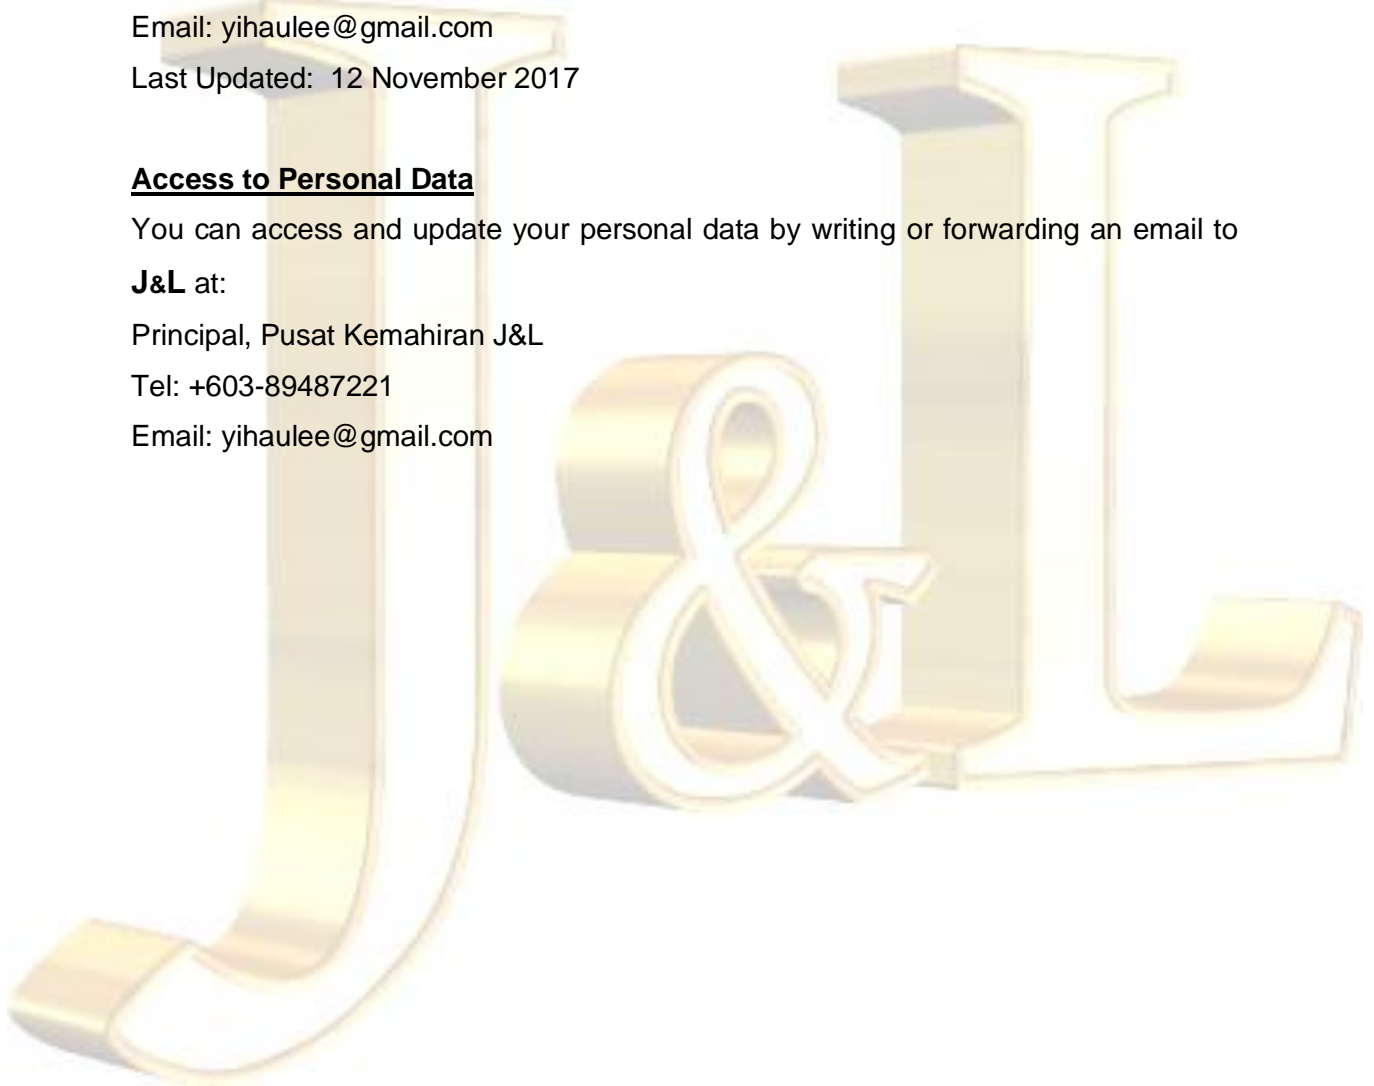 Email: yihaulee@gmail.com
Last Updated:  12 November 2017
Access to Personal Data
You can access and update your personal data by writing or forwarding an email to
J&L at:
Principal, Pusat Kemahiran J&L
Tel: +603-89487221
Email: yihaulee@gmail.com
J&L